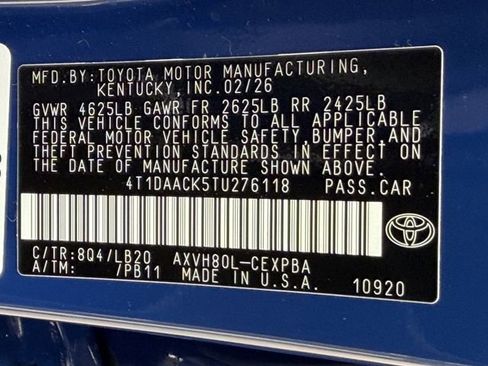 MFD. BY:TOYOTA MOTOR MANUFACTURING,
KENTUCKY, INC.02/26
GVWR 4625LB GAWR FR 2625LB RR 2425LB
THIS VEHICLE CONFORMS TO ALL APPLICABLE
FEDERAL MOTOR VEHICLE SAFETY,BUMPER,AND
THEFT PREVENTION STANDARDS IN EFFECT ON
THE DATE OF MANUFACTURE SHOWN ABOVE.
4T1DAACK5TU276118 PASS.CAR
C/TR:8Q4/LB20 AXVH80L-CEXPBA
A/TM: /PB11 MADE IN U.S.A. 10920